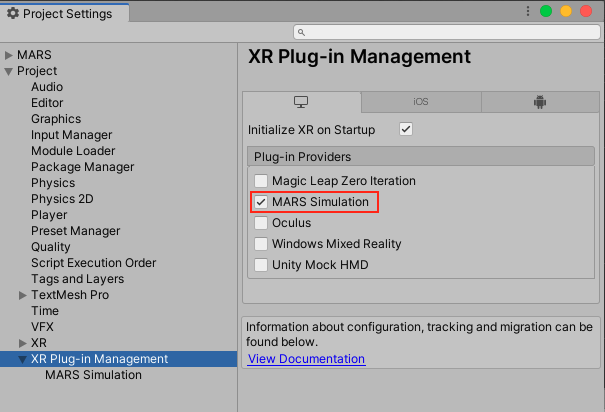 Project Settings
MARS
Project
Audio
Editor
Graphics
Input Manager
Module Loader
Package Manager
Physics
Physics 2D
Player
Preset Manager
Quality
Script Execution Order
Tags and Layers
TextMesh Pro
Time
VFX
XR
XR Plug-in Management
MARS Simulation
XR Plug-in Management
iOS
Initialize XR on Startup
Plug-in Providers
Magic Leap Zero Iteration
MARS Simulation
Oculus
Windows Mixed Reality
Unity Mock HMD
Information about configuration, tracking and migration can be
found below.
View Documentation